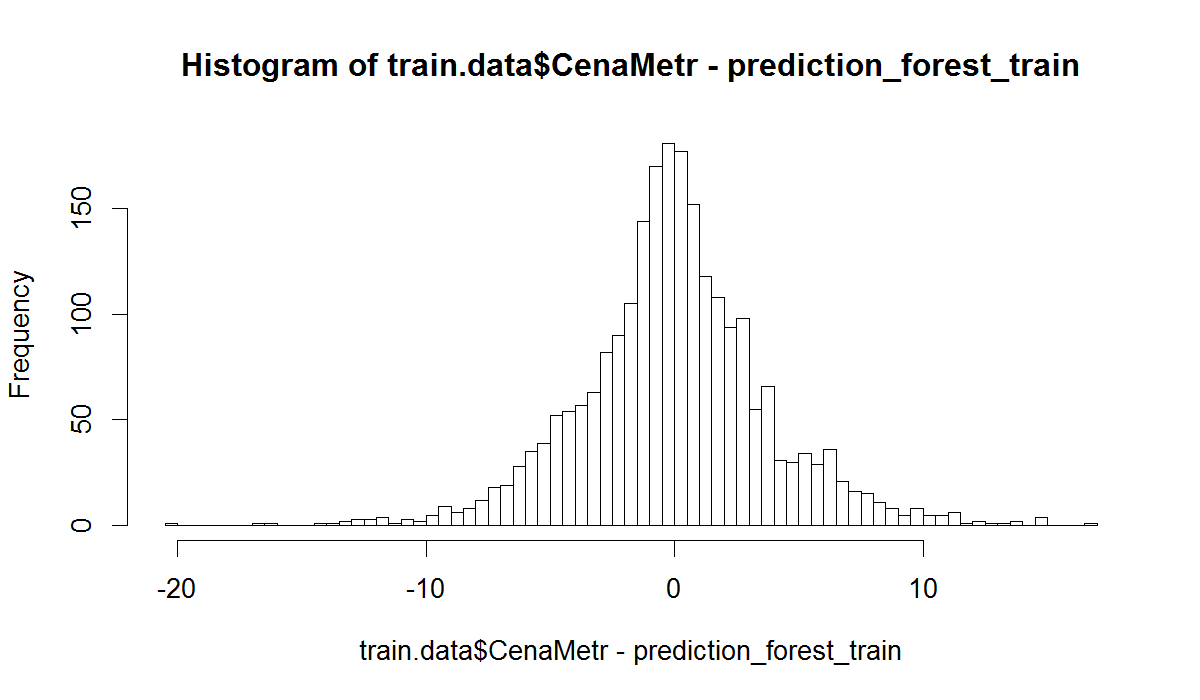 Histogram of train.data$CenaMetr - prediction_forest_train
Frequency
150
100
50
0
-20 -10 0 10
train.data$CenaMetr - prediction_forest_train